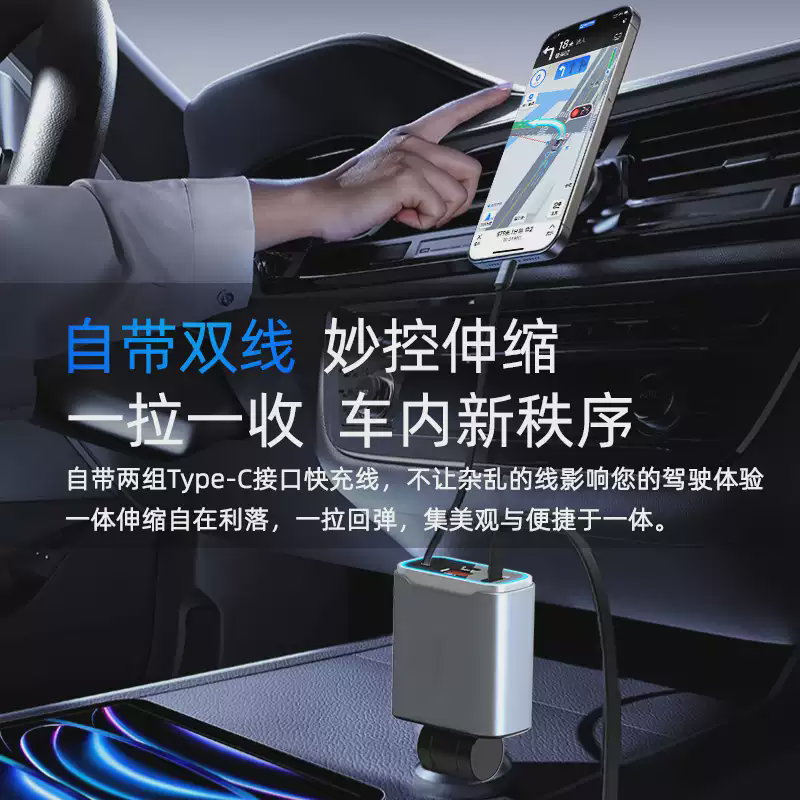 18米
自带双线 妙控伸缩
一拉一收 车内新秩序
自带两组Type-C接口快充线，不让杂乱的线影响您的驾驶体验
一体伸缩自在利落，一拉回弹，集美观与便捷于一体。